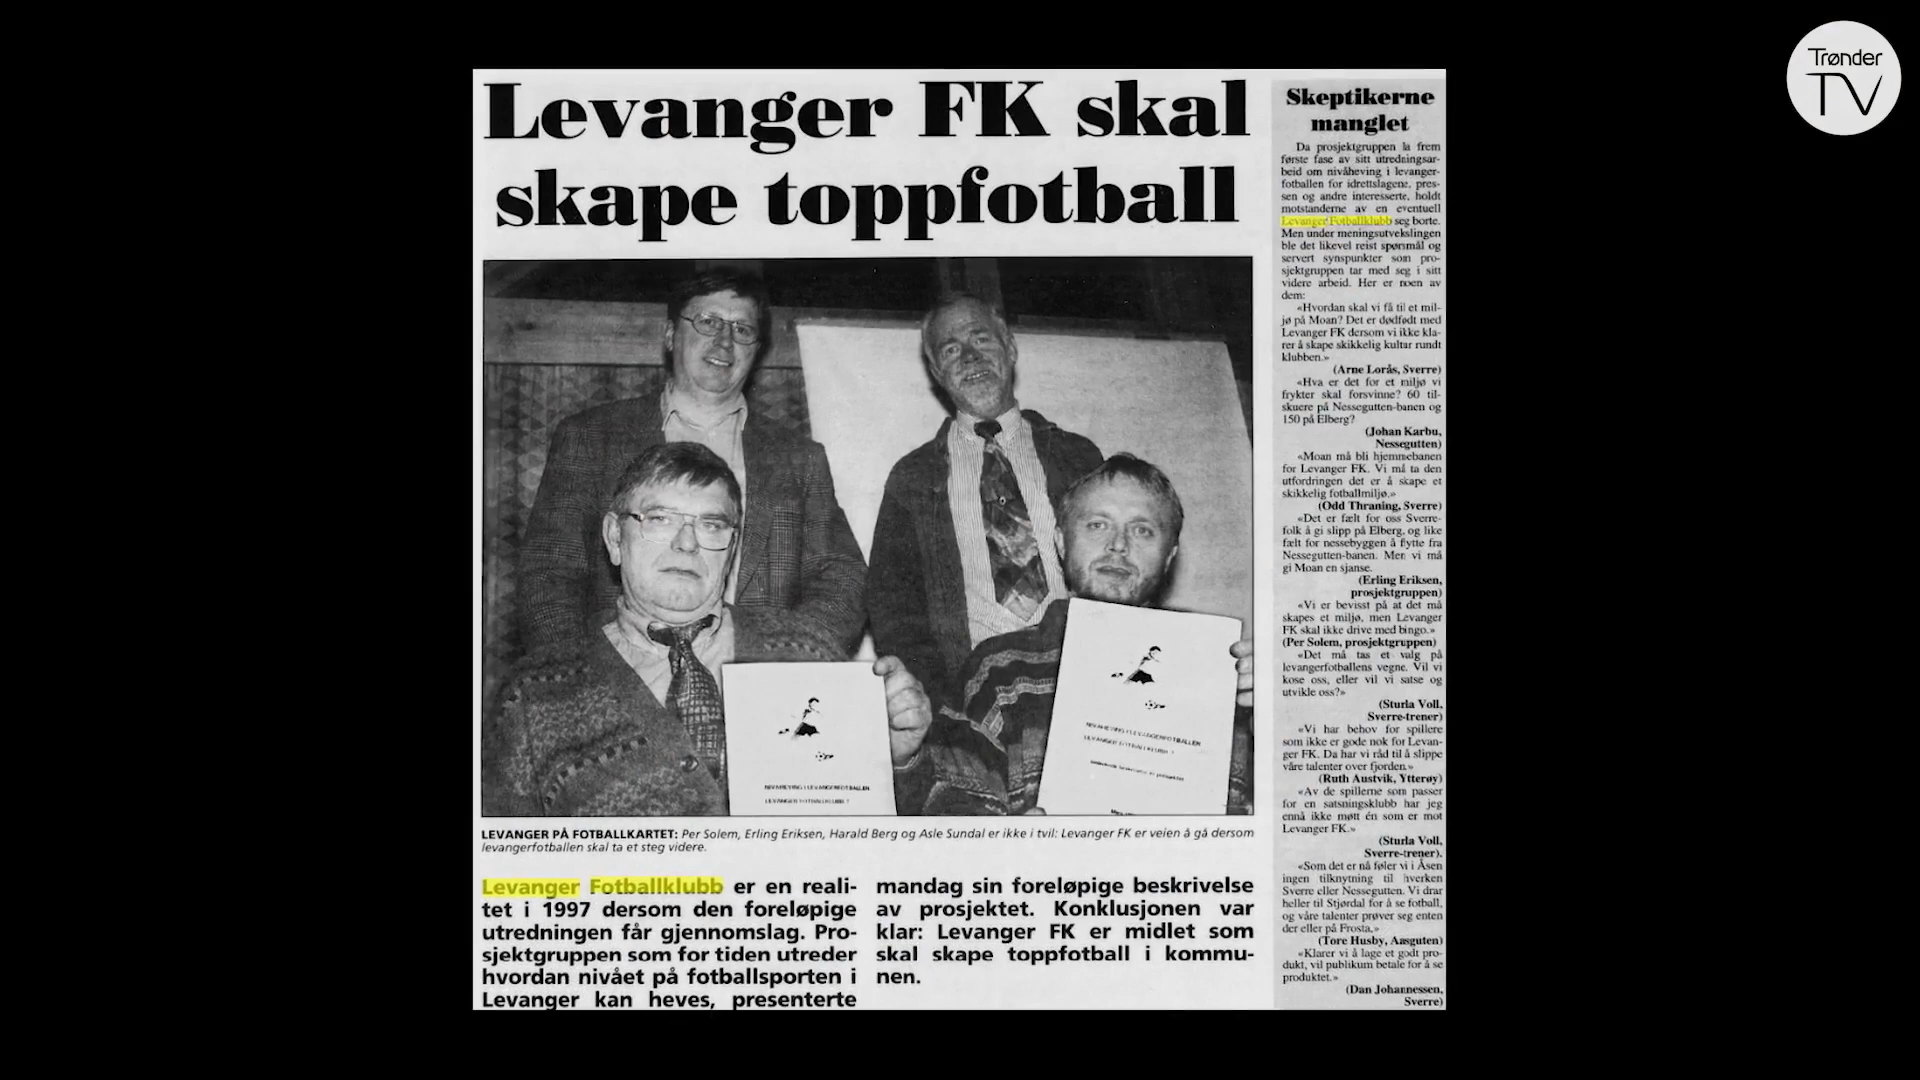 Trønder
TV
Levanger FK skal
skape toppfotball
NIVÅHEVING I LEVANGERFOTBALLEN
LEVANGER FOTBALLKLUBB ?
NIVÅHEVING I LEVANGERFOTBALLEN
LEVANGER FOTBALLKLUBB ?
LEVANGER PÅ FOTBALLKARTET: Per Solem, Erling Eriksen, Harald Berg og Asle Sundal er ikke i tvil: Levanger FK er veien å gå dersom
levangerfotballen skal ta et steg videre.
Levanger Fotballklubb er en reali-
tet i 1997 dersom den foreløpige
utredningen får gjennomslag. Pro-
sjektgruppen som for tiden utreder
hvordan nivået på fotballsporten i
Levanger kan heves, presenterte
mandag sin foreløpige beskrivelse
av prosjektet. Konklusjonen var
klar: Levanger FK er midlet som
skal skape toppfotball i kommu-
nen.
Skeptikerne
manglet
Da prosjektgruppen la frem
første fase av sitt utredningsar-
beid om nivåheving i levanger-
fotballen for idrettslagene, pres-
sen og andre interesserte, holdt
motstanderne av en eventuell
Levanger Fotballklubb seg borte.
Men under meningsutvekslingen
ble det likevel reist spørsmål og
servert synspunkter som pro-
sjektgruppen tar med seg i sitt
videre arbeid. Her er noen av
dem:
«Hvordan skal vi få til et mil-
jø på Moan? Det er dødfødt med
Levanger FK dersom vi ikke kla-
rer å skape skikkelig kultur rundt
klubben.»
(Arne Lorås, Sverre)
«Hva er det for et miljø vi
frykter skal forsvinne? 60 til-
skuere på Nessegutten-banen og
150 på Elberg?
(Johan Karbu,
Nessegutten)
«Moan må bli hjemmebanen
for Levanger FK. Vi må ta den
utfordringen det er å skape et
skikkelig fotballmiljø.»
(Odd Thraning, Sverre)
«Det er fælt for oss Sverre-
folk å gi slipp på Elberg, og like
fælt for nessebyggen å flytte fra
Nessegutten-banen. Men vi må
gi Moan en sjanse.
(Erling Eriksen,
prosjektgruppen)
«Vi er bevisst på at det må
skapes et miljø, men Levanger
FK skal ikke drive med bingo.»
(Per Solem, prosjektgruppen)
«Det må tas et valg på
levangerfotballens vegne. Vil vi
kose oss, eller vil vi satse og
utvikle oss?»
(Sturla Voll,
Sverre-trener)
«Vi har behov for spillere
som ikke er gode nok for Levan-
ger FK. Da har vi råd til å slippe
våre talenter over fjorden.»
(Ruth Austvik, Ytterøy)
«Av de spillerne som passer
for en satsningsklubb har jeg
ennå ikke møtt én som er mot
Levanger FK.»
(Sturla Voll,
Sverre-trener).
«Som det er nå føler vi i Åsen
ingen tilknytning til hverken
Sverre eller Nessegutten. Vi drar
heller til Stjørdal for å se fotball,
og våre talenter prøver seg enten
der eller på Frosta.»
(Tore Husby, Aasguten)
«Klarer vi å lage et godt pro-
dukt, vil publikum betale for å se
produktet.»
(Dan Johannessen,
Sverre)